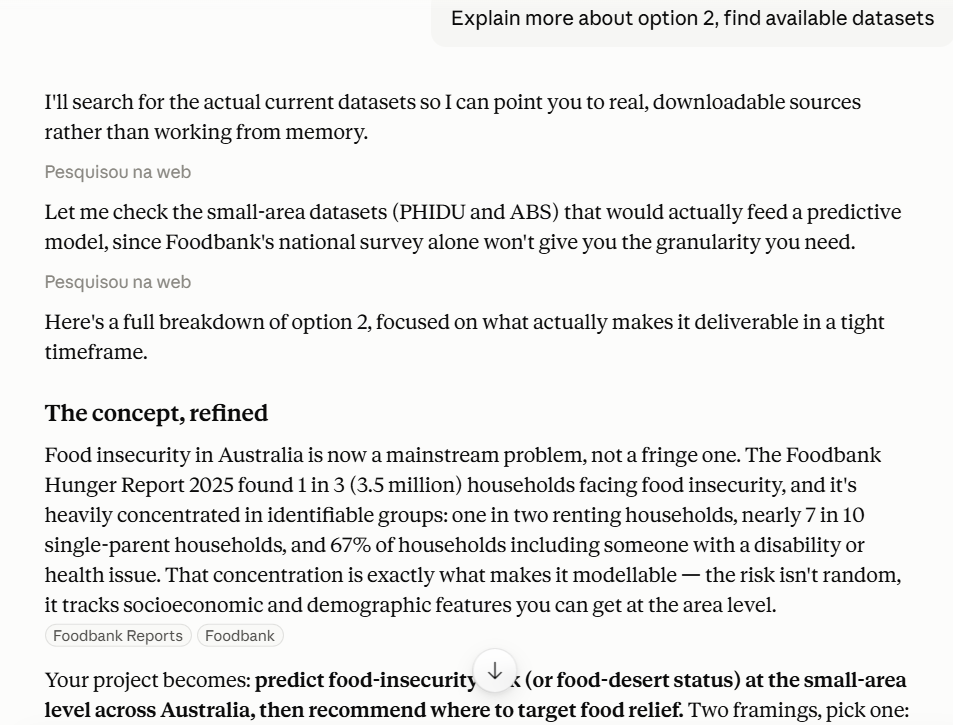 Explain more about option 2, find available datasets
I'll search for the actual current datasets so I can point you to real, downloadable sources
rather than working from memory.
Pesquisou na web
Let me check the small-area datasets (PHIDU and ABS) that would actually feed a predictive
model, since Foodbank's national survey alone won't give you the granularity you need.
Pesquisou na web
Here's a full breakdown of option 2, focused on what actually makes it deliverable in a tight
timeframe.
The concept, refined
Food insecurity in Australia is now a mainstream problem, not a fringe one. The Foodbank
Hunger Report 2025 found 1 in 3 (3.5 million) households facing food insecurity, and it's
heavily concentrated in identifiable groups: one in two renting households, nearly 7 in 10
single-parent households, and 67% of households including someone with a disability or
health issue. That concentration is exactly what makes it modellable — the risk isn't random,
it tracks socioeconomic and demographic features you can get at the area level.
Foodbank Reports Foodbank
Your project becomes: predict food-insecurity (or food-desert status) at the small-area
level across Australia, then recommend where to target food relief. Two framings, pick one: